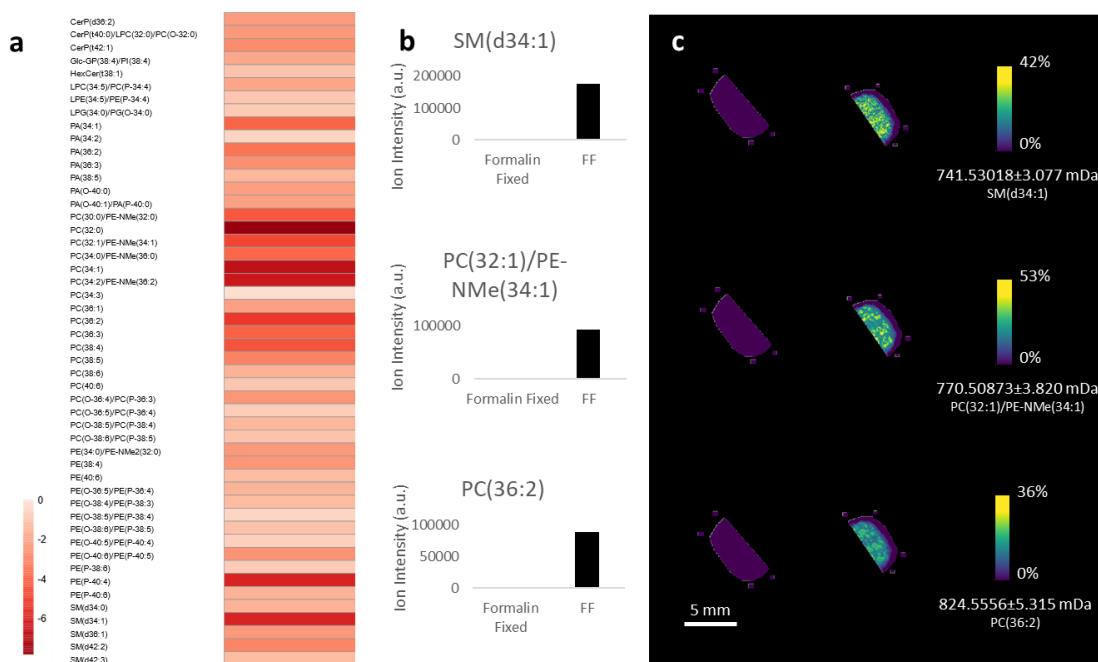 a
CerP(d36:2)
CerP(t40:0)/LPC(32:0)/PC(O-32:0)
CerP(t42:1)
Glc-GP(38:4)/PI(38:4)
HexCer(t38:1)
LPC(34:5)/PC(P-34:4)
LPE(34:5)/PE(P-34:4)
LPG(34:0)/PG(O-34:0)
PA(34:1)
PA(34:2)
PA(36:2)
PA(36:3)
PA(38:5)
PA(O-40:0)
PA(O-40:1)/PA(P-40:0)
PC(30:0)/PE-NMe(32:0)
PC(32:0)
PC(32:1)/PE-NMe(34:1)
PC(34:0)/PE-NMe(36:0)
PC(34:1)
PC(34:2)/PE-NMe(36:2)
PC(34:3)
PC(36:1)
PC(36:2)
PC(36:3)
PC(38:4)
PC(38:5)
PC(38:6)
PC(40:6)
PC(O-36:4)/PC(P-36:3)
PC(O-36:5)/PC(P-36:4)
PC(O-38:5)/PC(P-38:4)
PC(O-38:6)/PC(P-38:5)
PE(34:0)/PE-NMe2(32:0)
PE(38:4)
PE(40:6)
PE(O-36:5)/PE(P-36:4)
PE(O-38:4)/PE(P-38:3)
PE(O-38:5)/PE(P-38:4)
PE(O-38:6)/PE(P-38:5)
PE(O-40:5)/PE(P-40:4)
PE(O-40:6)/PE(P-40:5)
PE(P-38:6)
PE(P-40:4)
PE(P-40:6)
SM(d34:0)
SM(d34:1)
SM(d36:1)
SM(d42:2)
SM(d42:3)
0
-2
-4
-6
b
SM(d34:1)
Ion Intensity (a.u.)
200000
100000
0
Formalin
Fixed
FF
PC(32:1)/PE-
NMe(34:1)
Ion Intensity (a.u.)
100000
0
Formalin Fixed
FF
PC(36:2)
Ion Intensity (a.u.)
100000
50000
0
Formalin
Fixed
FF
c
42%
0%
741.53018±3.077 mDa
SM(d34:1)
53%
0%
770.50873±3.820 mDa
PC(32:1)/PE-NMe(34:1)
36%
0%
5 mm
824.5556±5.315 mDa
PC(36:2)